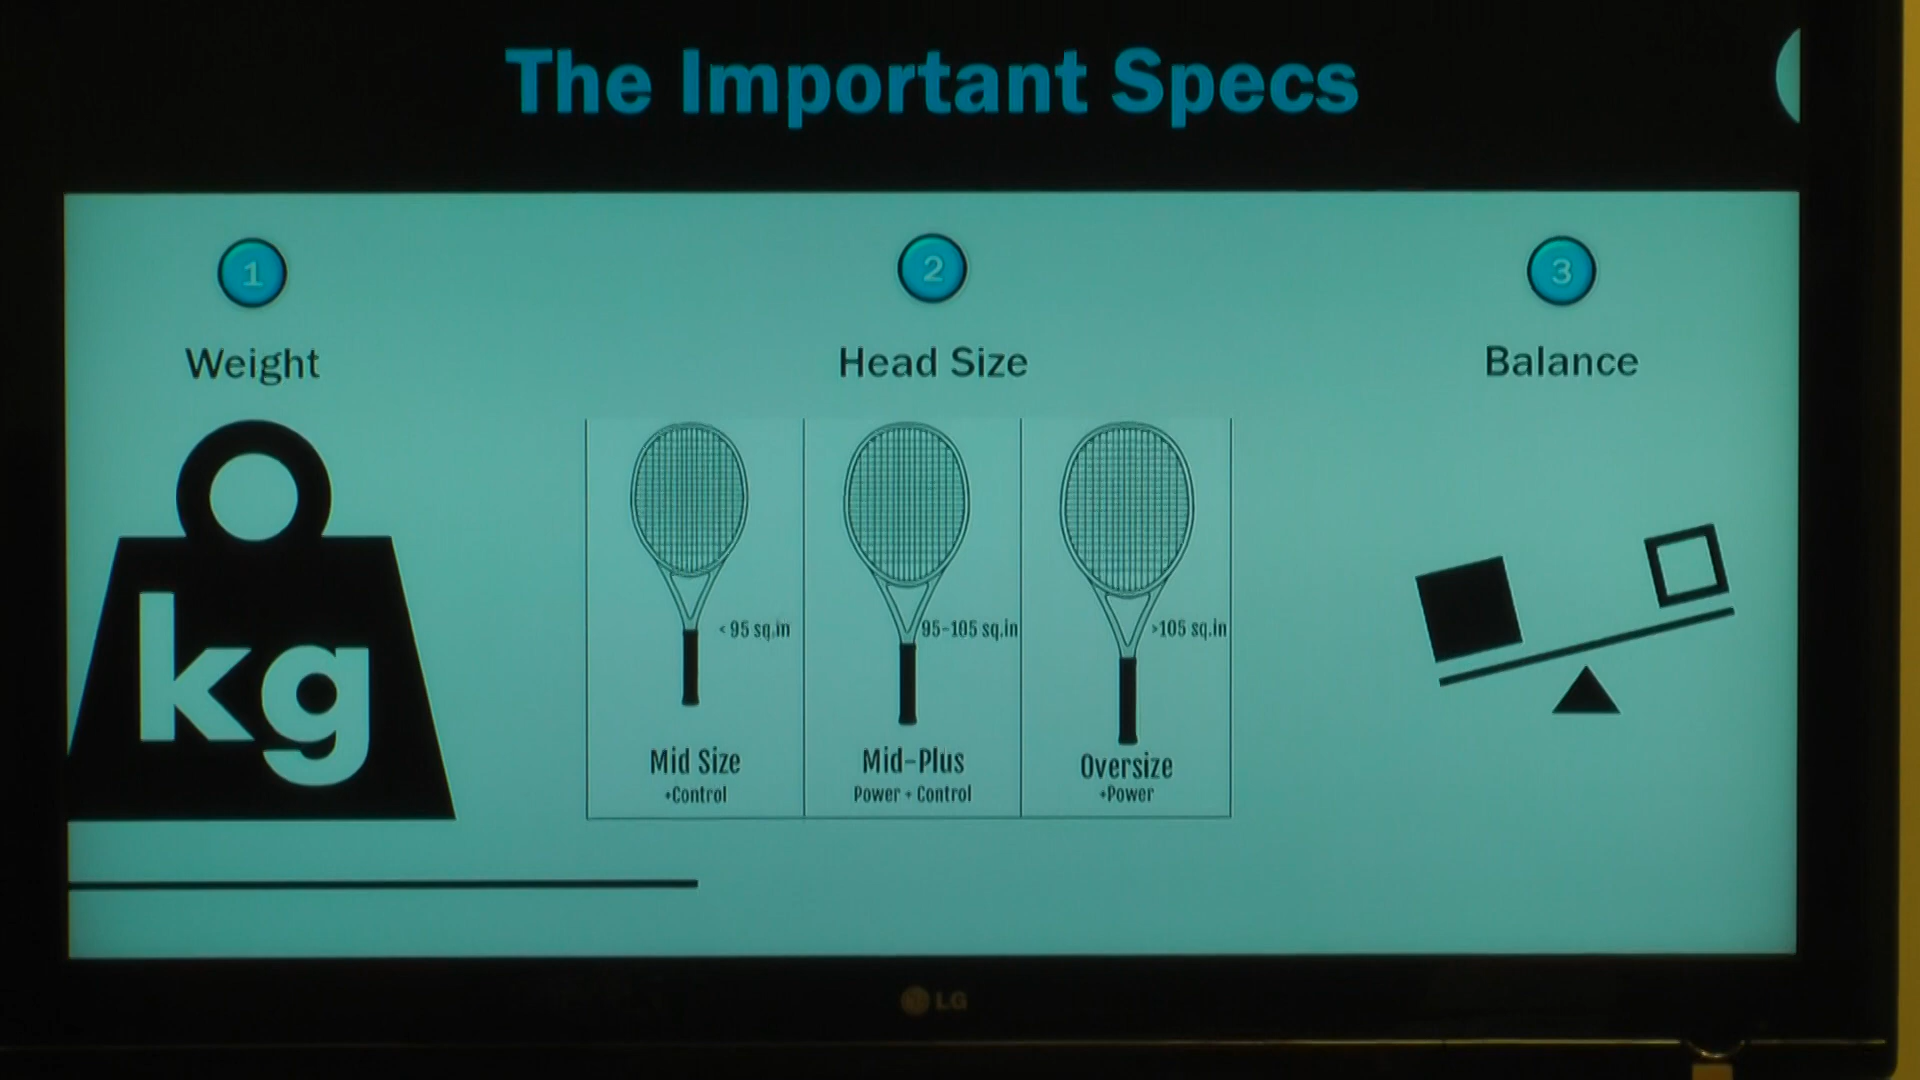 The Important Specs
1
2
3
Weight
Head Size
Balance
kg
< 95 sq.in
95-105 sq.in
>105 sq.in
Mid Size
+Control
Mid-Plus
Power + Control
Oversize
+Power
LG